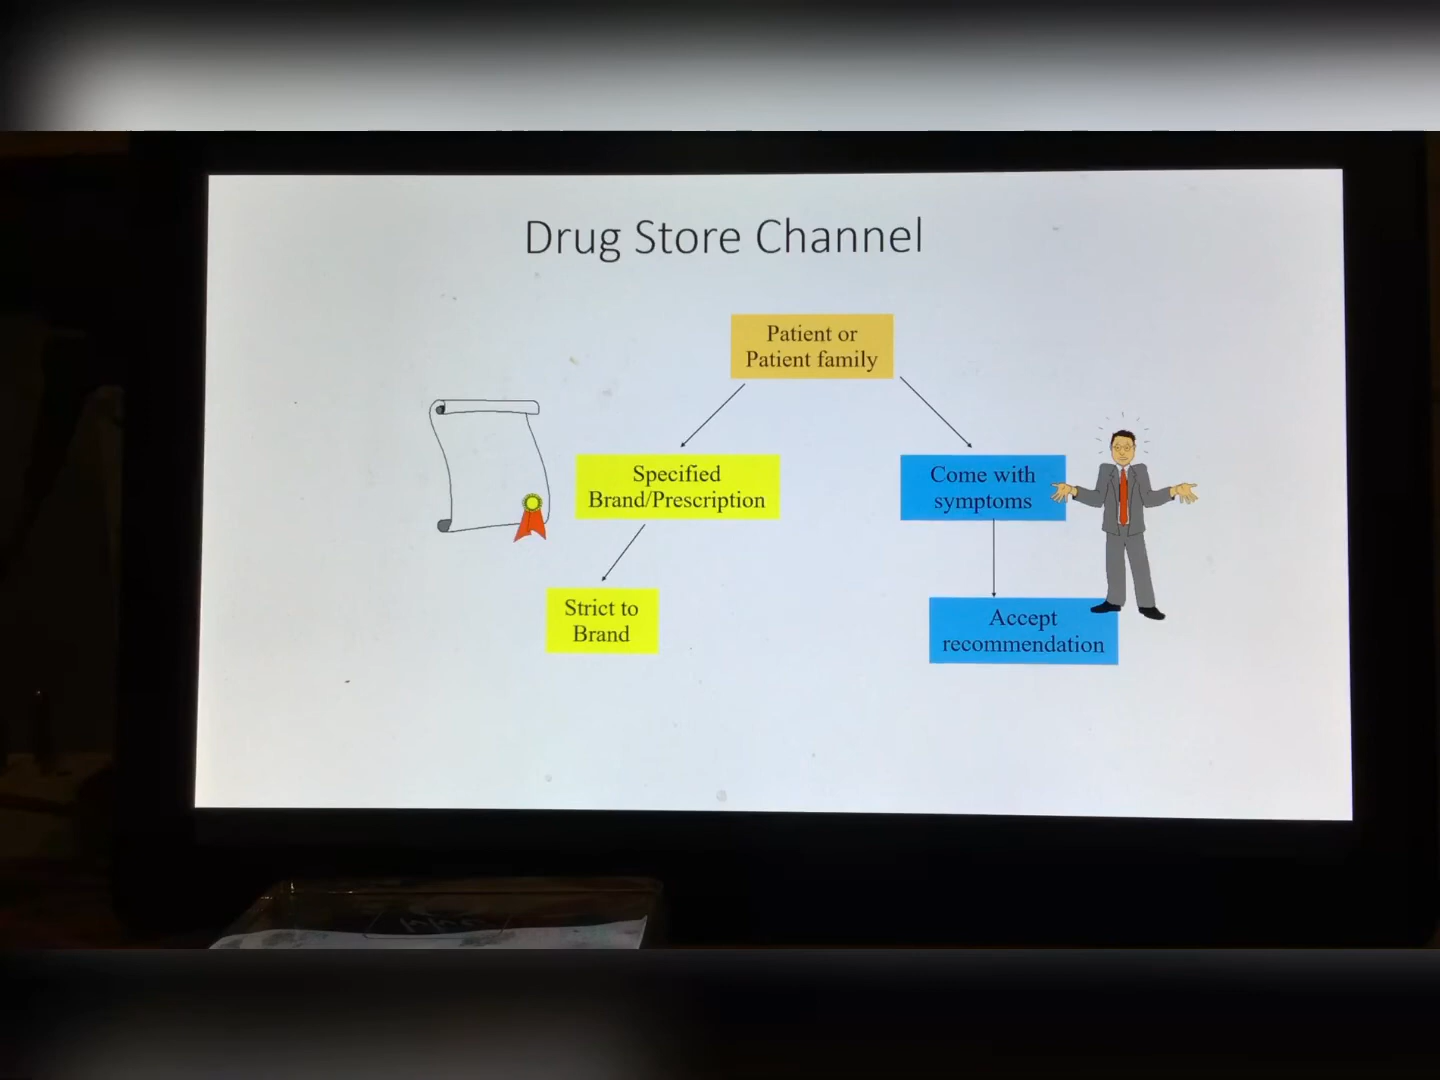 Drug Store Channel
Patient or
Patient family
Specified
Brand/Prescription
Come with
symptoms
Strict to
Brand
Accept
recommendation